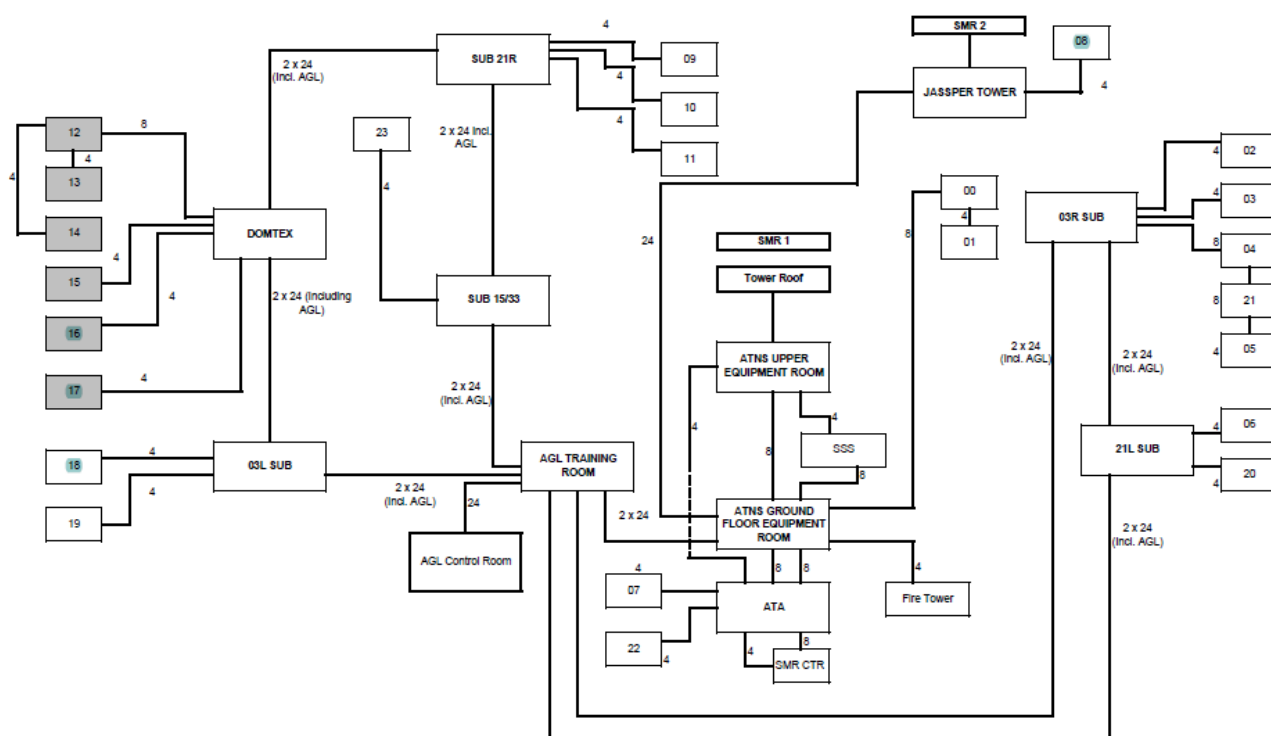 SMR 2
08
4
SUB 21R
JASSPER TOWER
4
2 x 24
(Incl. AGL)
4
09
4
10
12
8
23
2 x 24 Incl.
AGL
4
11
02
4
4
4
13
4
4
00
03R SUB
4
03
14
DOMTEX
24
SMR 1
8
4
01
8
04
15
4
SUB 15/33
Tower Roof
8
21
2 x 24 (Including
AGL)
4
16
2 x 24
(Incl. AGL)
2 x 24
(Incl. AGL)
4
05
ATNS UPPER
EQUIPMENT ROOM
17
4
2 x 24
(Incl. AGL)
4
4
06
4
18
4
03L SUB
AGL TRAINING
ROOM
8
SSS
21L SUB
8
4
20
4
2 x 24
(Incl. AGL)
24
2 x 24
ATNS GROUND
FLOOR EQUIPMENT
ROOM
19
2 x 24
(Incl. AGL)
AGL Control Room
4
8
8
4
07
ATA
Fire Tower
22
4
4
8
SMR CTR